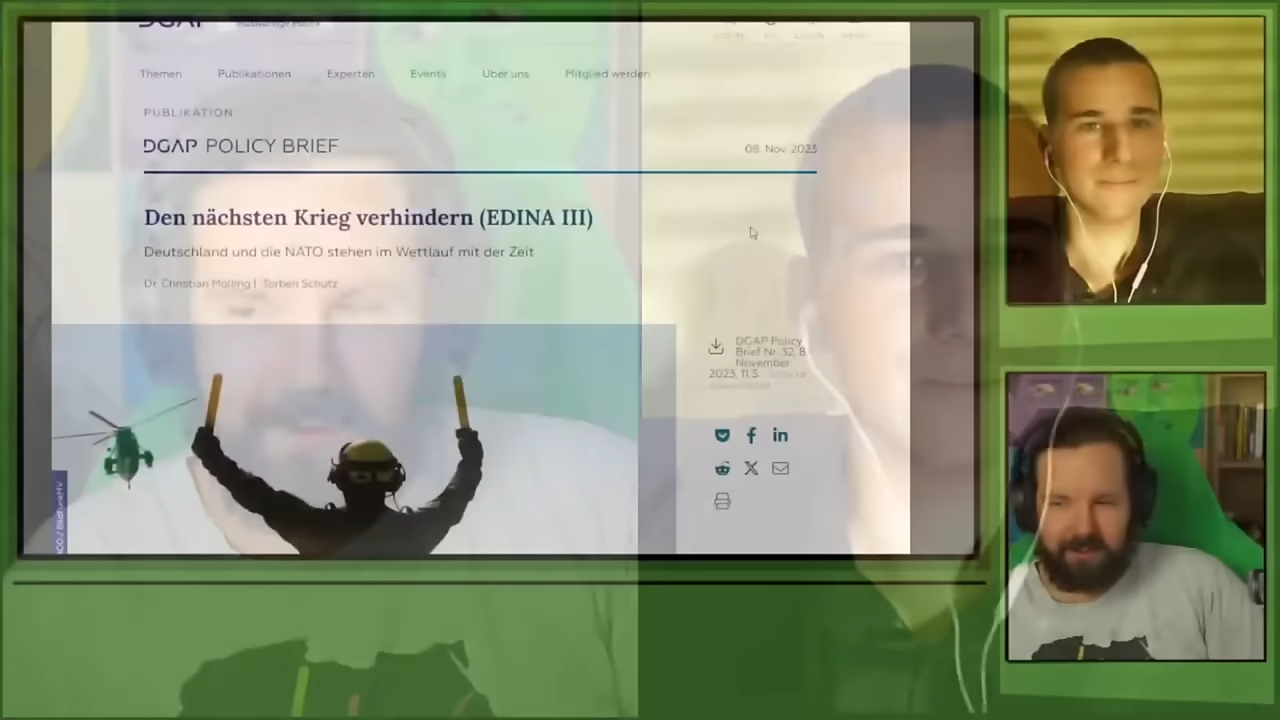 DGAP
Themen Publikationen Experten Events Über uns Mitglied werden
PUBLIKATION
DGAP POLICY BRIEF
08. Nov. 2023
Den nächsten Krieg verhindern (EDINA III)
Deutschland und die NATO stehen im Wettlauf mit der Zeit
Dr. Christian Mölling | Torben Schütz
DGAP Policy
Brief Nr. 32, 8
November
2023, 11 S.